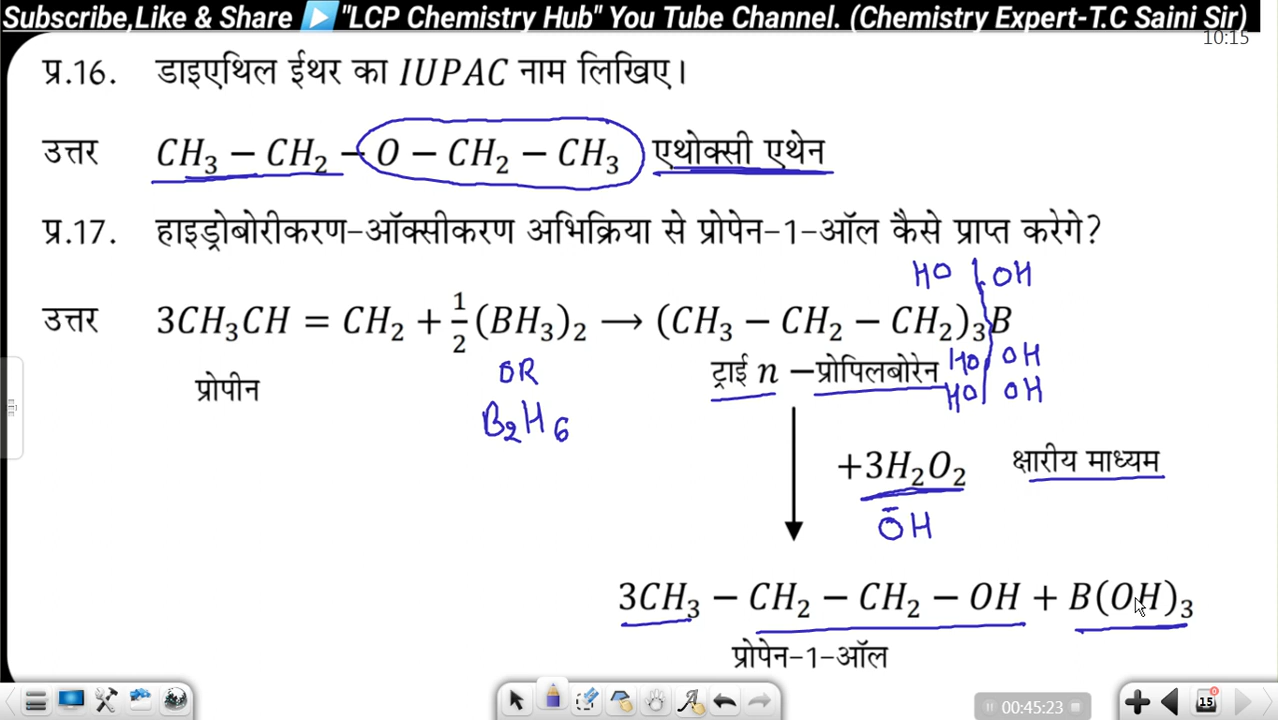 Subscribe,Like & Share ▶ "LCP Chemistry Hub" You Tube Channel. (Chemistry Expert-T.C Saini Sir)
10:15
प्र.16. डाइएथिल ईथर का IUPAC नाम लिखिए।
उत्तर CH₃ − CH₂ − O − CH₂ − CH₃ एथोक्सी एथेन
प्र.17. हाइड्रोबोरीकरण-ऑक्सीकरण अभिक्रिया से प्रोपेन-1-ऑल कैसे प्राप्त करेगे?
HO OH
उत्तर 3CH₃CH = CH₂ + 1/2 (BH₃)₂ ⟶ (CH₃ − CH₂ − CH₂)₃B
प्रोपीन OR ट्राई n −प्रोपिलबोरेन HO OH
B₂H₆ HO OH
+3H₂O₂ क्षारीय माध्यम
ŌH
3CH₃ − CH₂ − CH₂ − OH + B(OH)₃
प्रोपेन-1-ऑल
00:45:23
15
0